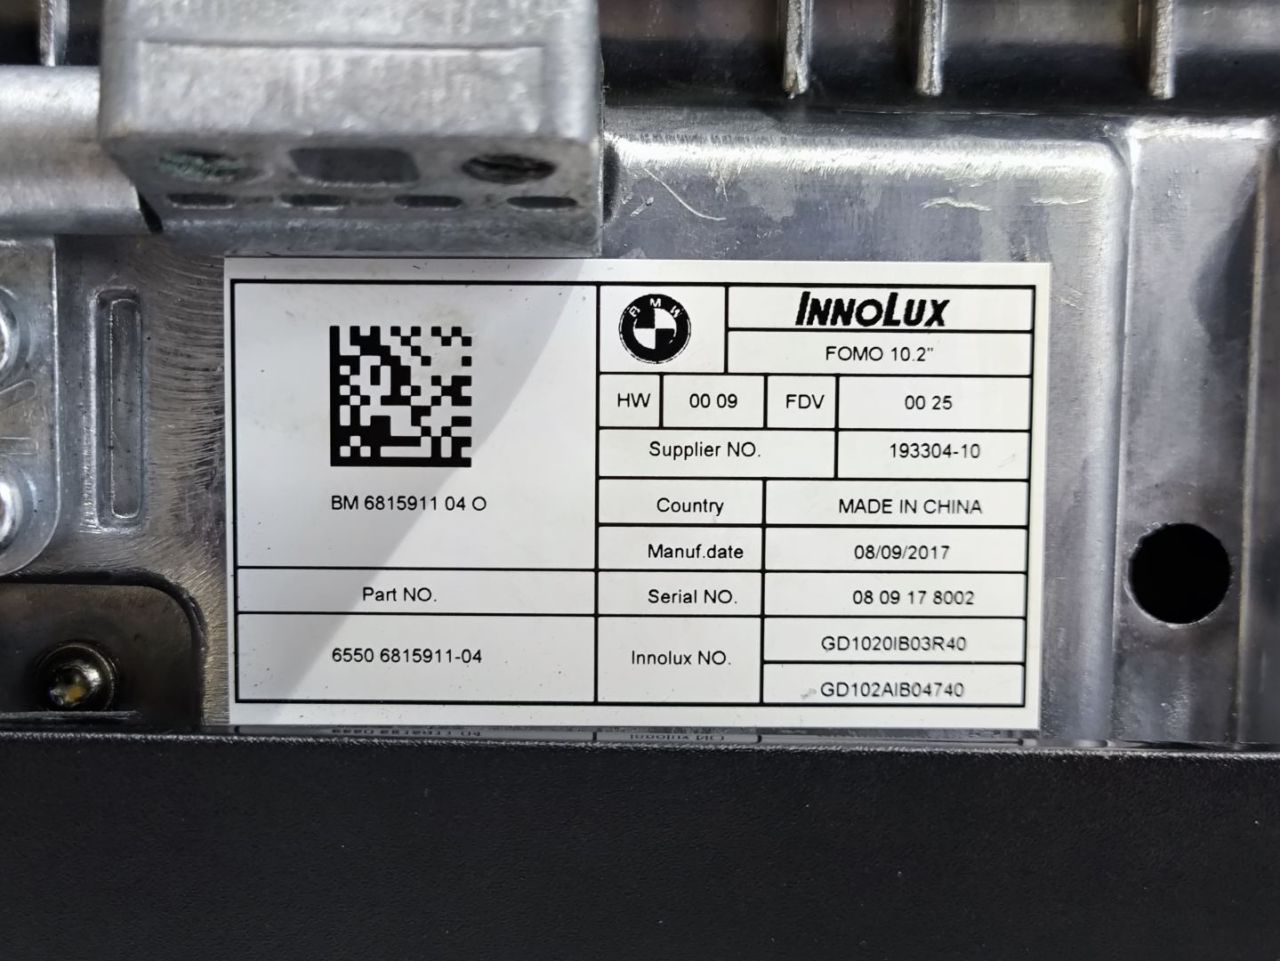 BMW
INNOLUX
FOMO 10.2"
HW 00 09 FDV 00 25
Supplier NO. 193304-10
BM 6815911 04 O
Country MADE IN CHINA
Manuf.date 08/09/2017
Part NO.
Serial NO. 08 09 17 8002
6550 6815911-04
Innolux NO. GD1020IB03R40
GD102AIB04740